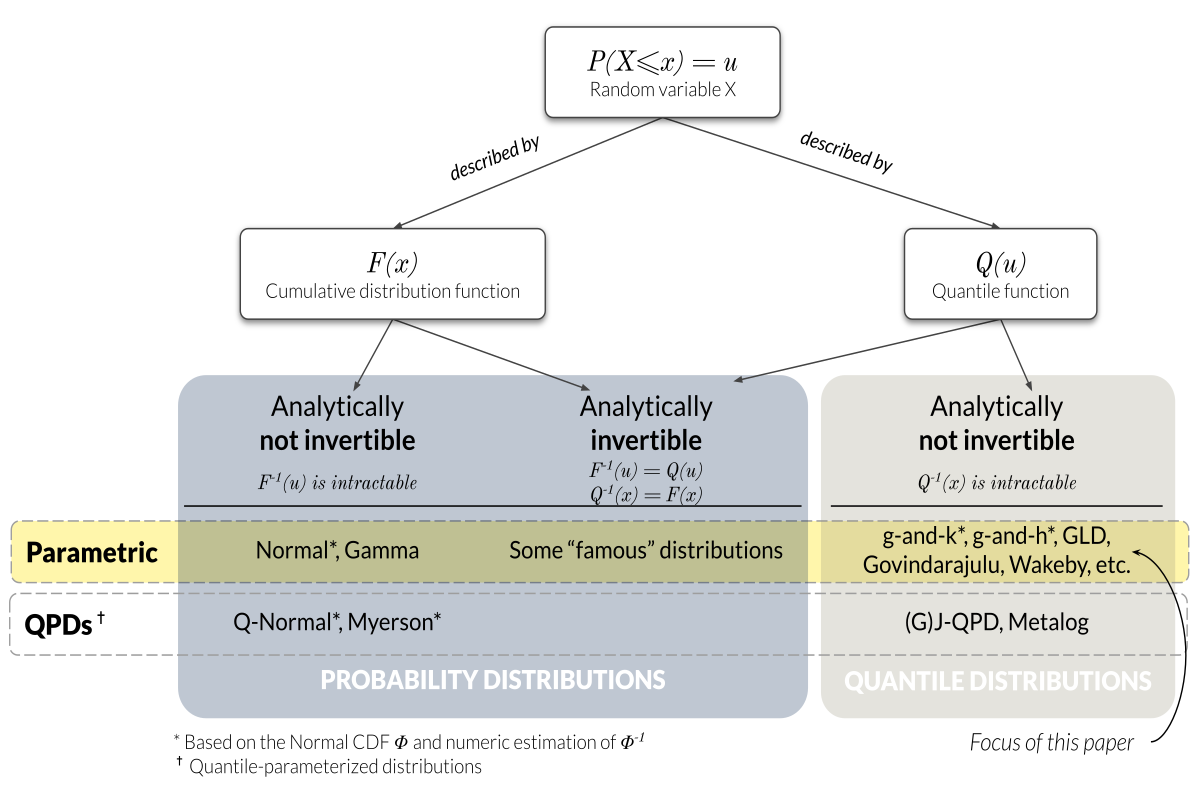 P(X⩽x) = u
Random variable X
described by
described by
F(x)
Cumulative distribution function
Q(u)
Quantile function
Analytically
not invertible
F⁻¹(u) is intractable
Analytically
invertible
F⁻¹(u) = Q(u)
Q⁻¹(x) = F(x)
Analytically
not invertible
Q⁻¹(x) is intractable
Parametric
Normal*, Gamma
Some “famous” distributions
g-and-k*, g-and-h*, GLD,
Govindarajulu, Wakeby, etc.
QPDs †
Q-Normal*, Myerson*
(G)J-QPD, Metalog
PROBABILITY DISTRIBUTIONS
QUANTILE DISTRIBUTIONS
* Based on the Normal CDF Φ and numeric estimation of Φ⁻¹
† Quantile-parameterized distributions
Focus of this paper